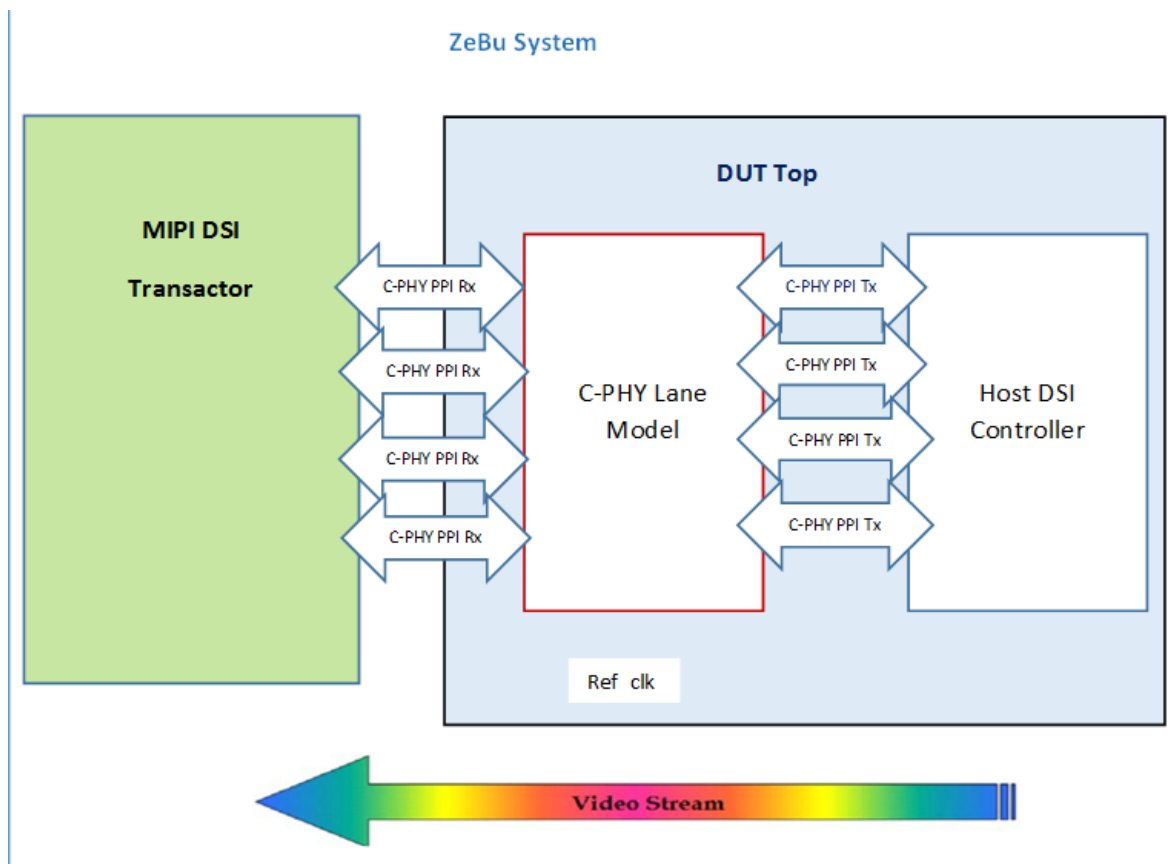 ZeBu System
DUT Top
MIPI DSI
Transactor
C-PHY PPI Rx
C-PHY PPI Rx
C-PHY PPI Rx
C-PHY PPI Rx
C-PHY Lane
Model
C-PHY PPI Tx
C-PHY PPI Tx
C-PHY PPI Tx
C-PHY PPI Tx
Host DSI
Controller
Ref clk
Video Stream